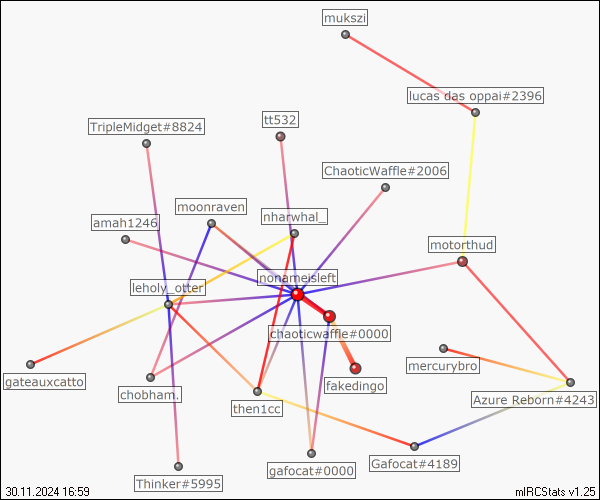 mukszi
lucas das oppai#2396
TripleMidget#8824
tt532
ChaoticWaffle#2006
moonraven
nharwhal_
amah1246
motorthud
nonameisleft
leholy_otter
chaoticwaffle#0000
mercurybro
gateauxcatto
fakedingo
chobham.
Azure Reborn#4243
then1cc
Gafocat#4189
gafocat#0000
Thinker#5995
30.11.2024 16:59
mIRCStats v1.25